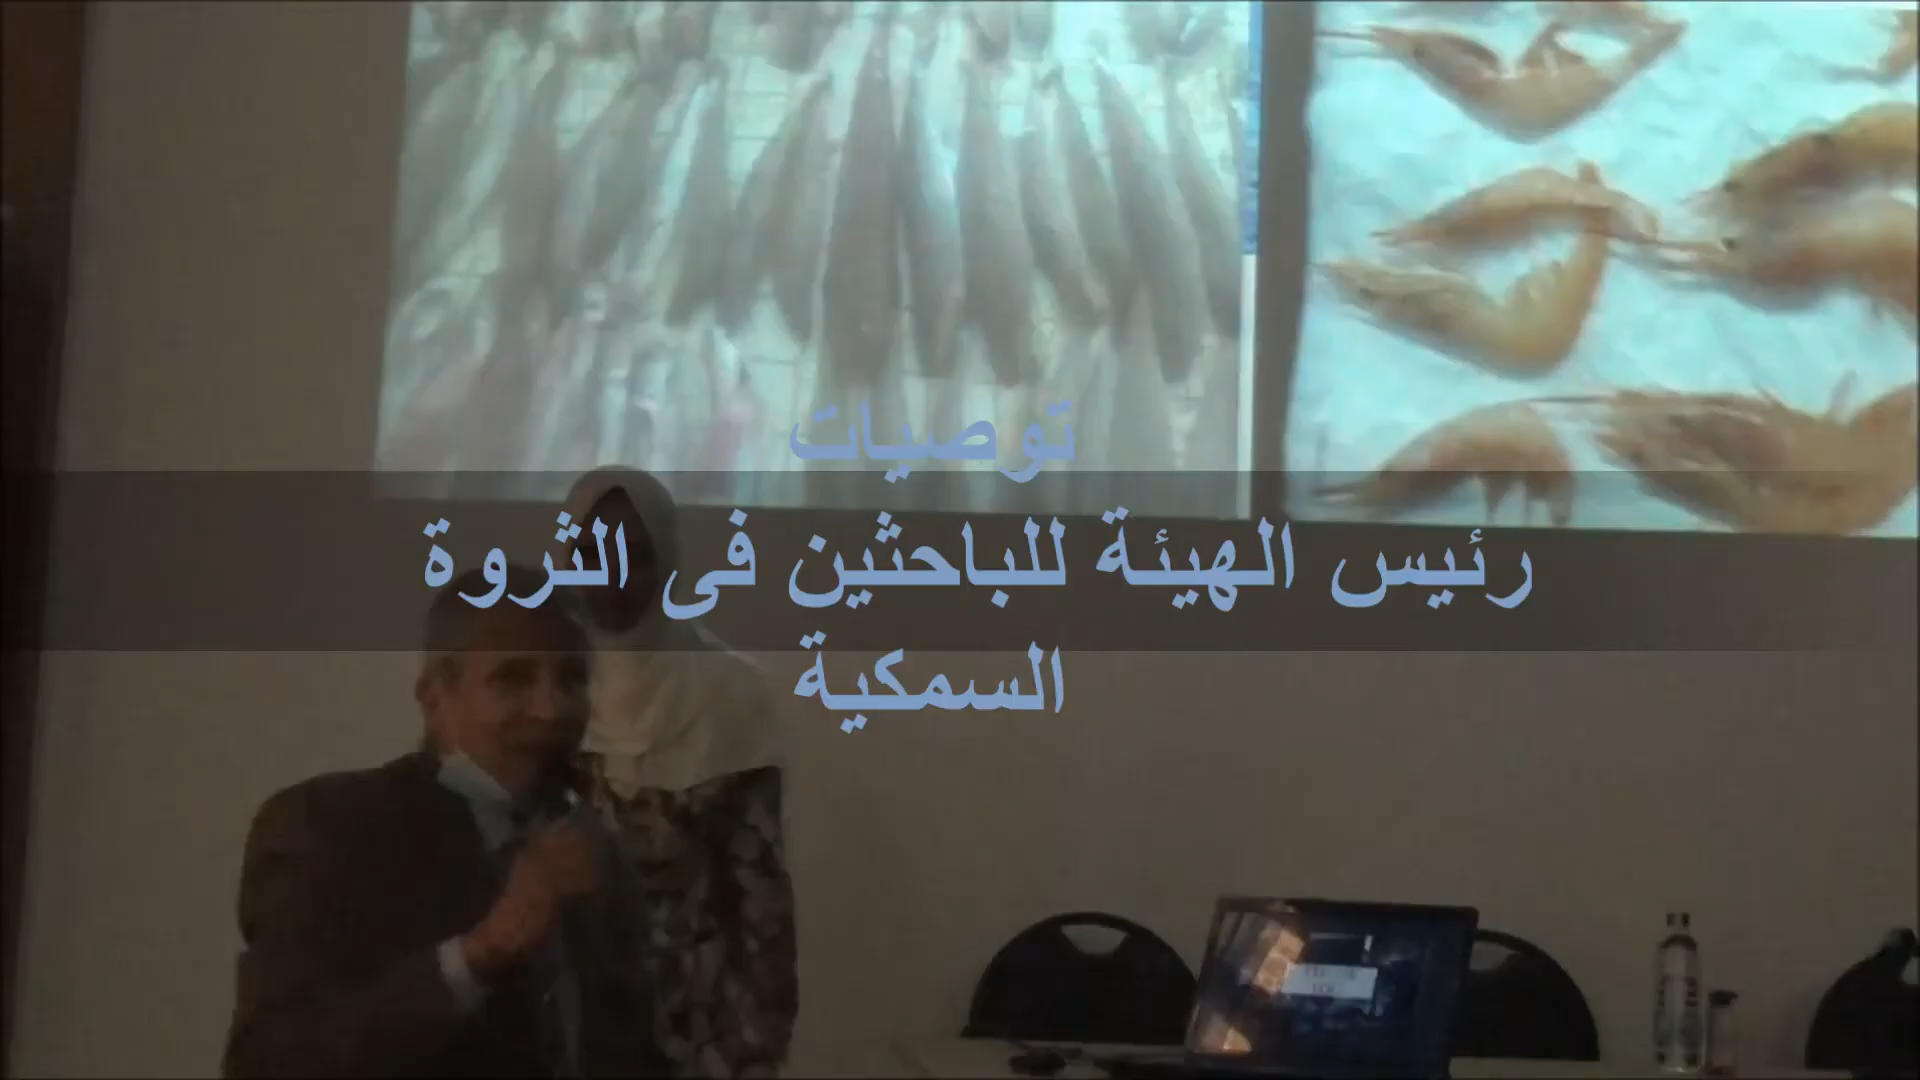 توصيات
رئيس الهيئة للباحثين فى الثروة
السمكية